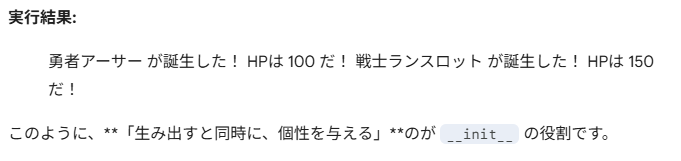 実行結果:
勇者アーサー が誕生した！ HPは 100 だ！ 戦士ランスロット が誕生した！ HPは 150
だ！
このように、**「生み出すと同時に、個性を与える」**のが __init__ の役割です。